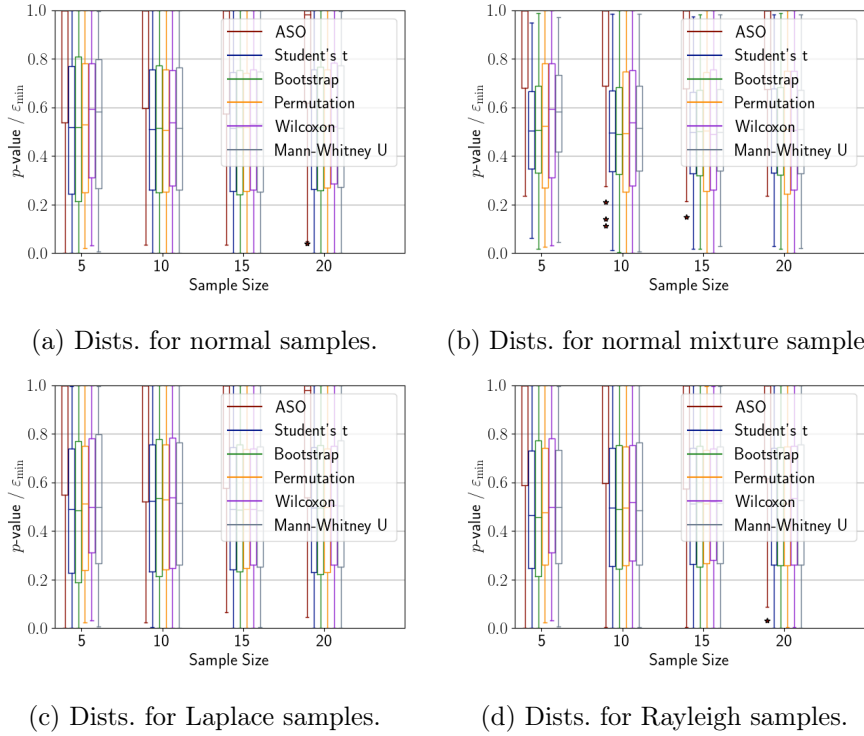 1.0
0.8
0.6
0.4
0.2
0.0
p-value / εmin
ASO
Student's t
Bootstrap
Permutation
Wilcoxon
Mann-Whitney U
5 10 15 20
Sample Size
(a) Dists. for normal samples.
1.0
0.8
0.6
0.4
0.2
0.0
p-value / εmin
ASO
Student's t
Bootstrap
Permutation
Wilcoxon
Mann-Whitney U
5 10 15 20
Sample Size
(b) Dists. for normal mixture sample
1.0
0.8
0.6
0.4
0.2
0.0
p-value / εmin
ASO
Student's t
Bootstrap
Permutation
Wilcoxon
Mann-Whitney U
5 10 15 20
Sample Size
(c) Dists. for Laplace samples.
1.0
0.8
0.6
0.4
0.2
0.0
p-value / εmin
ASO
Student's t
Bootstrap
Permutation
Wilcoxon
Mann-Whitney U
5 10 15 20
Sample Size
(d) Dists. for Rayleigh samples.